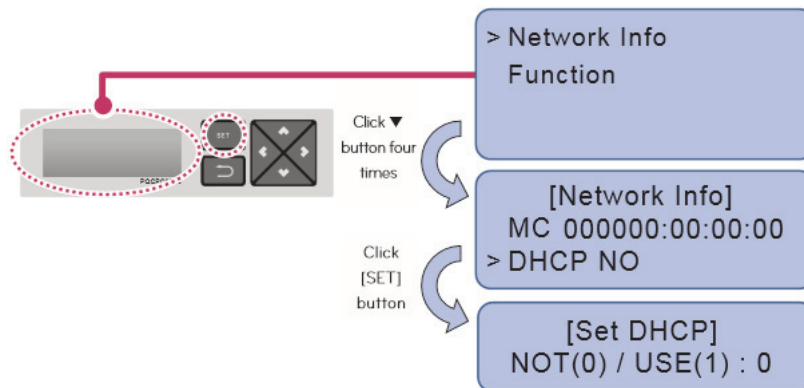 > Network Info
Function
SET
Click ▼
button four
times
[Network Info]
MC 000000:00:00:00
> DHCP NO
Click
[SET]
button
[Set DHCP]
NOT(0) / USE(1) : 0